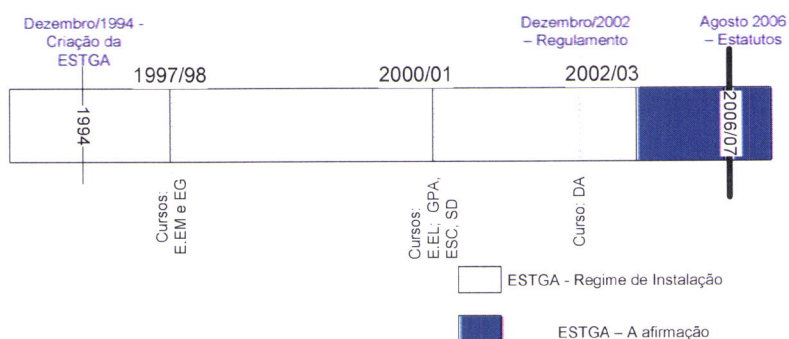 Dezembro/1994 -
Criação da
ESTGA
Dezembro/2002
– Regulamento
Agosto 2006
– Estatutos
1997/98
2000/01
2002/03
1994
2006/07
Cursos:
E.EM e EG
Cursos:
E.EL; GPA,
ESC, SD
Curso: DA
ESTGA - Regime de Instalação
ESTGA – A afirmação